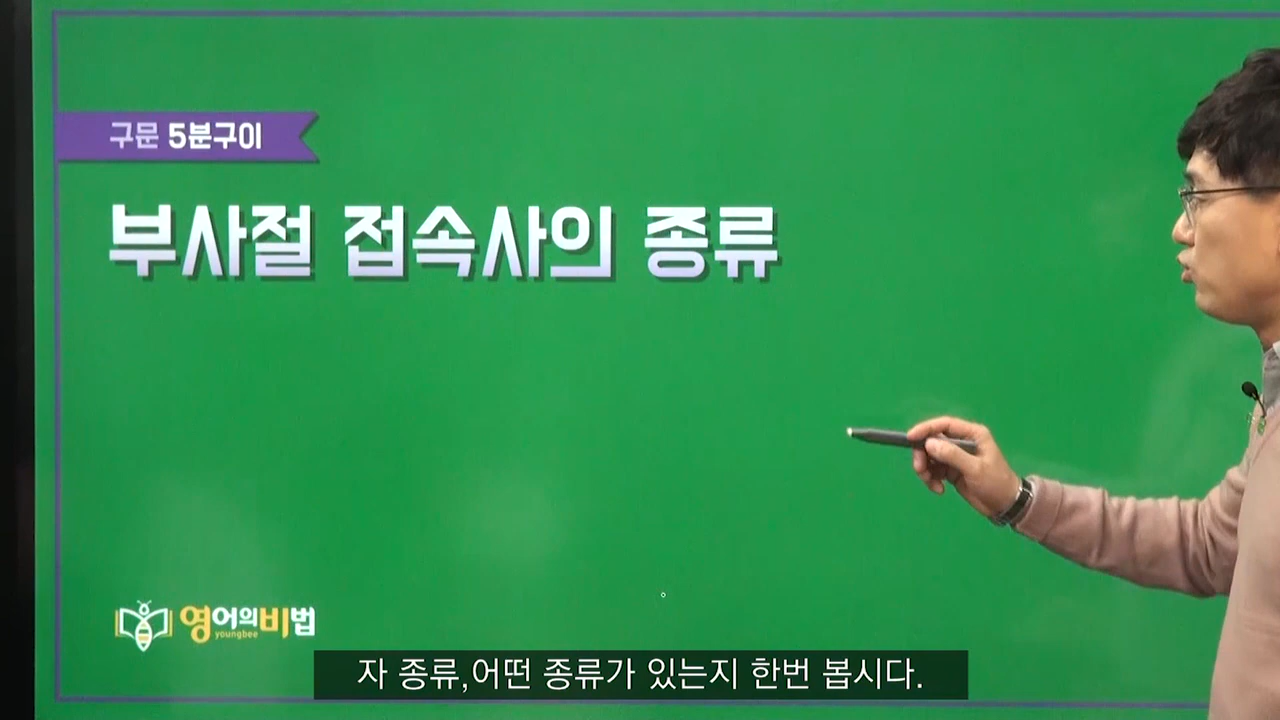 구문 5분구이
부사절 접속사의 종류
영어의비법
youngbee
자 종류,어떤 종류가 있는지 한번 봅시다.